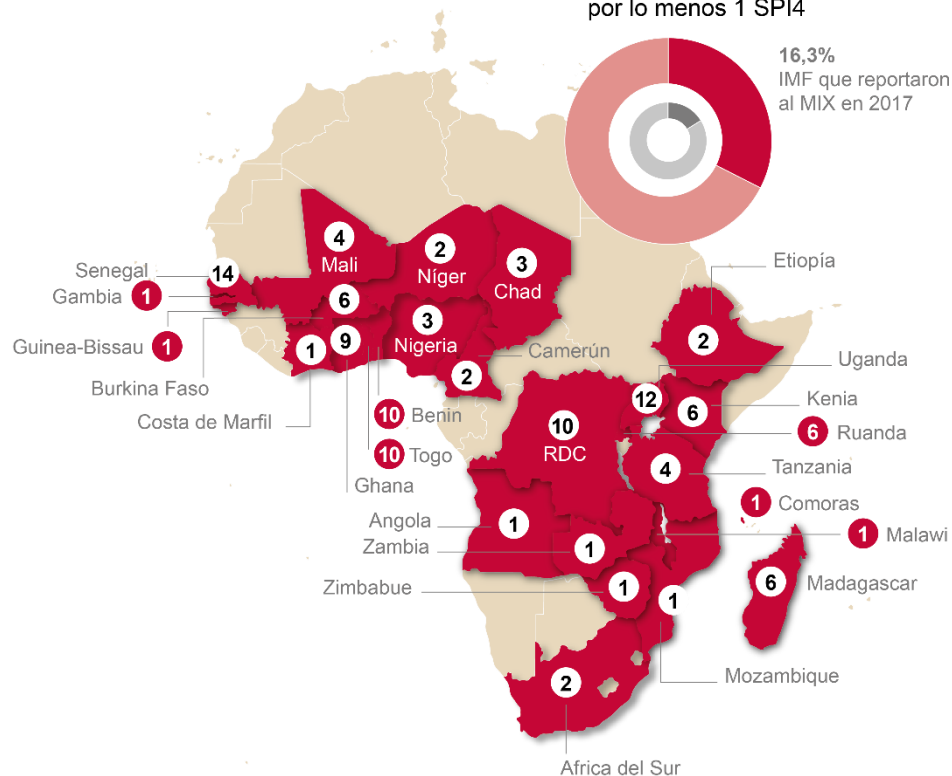 por lo menos 1 SPI4
16,3%
IMF que reportaron
al MIX en 2017
4
Mali
2
Níger
3
Chad
Senegal
14
Gambia
1
6
Guinea-Bissau
1
Burkina Faso
Costa de Marfil
1
9
3
Nigeria
Camerún
2
10
Benin
10
Togo
Ghana
Etiopía
2
Uganda
12
Kenia
6
6
Ruanda
10
RDC
4
Tanzania
1
Comoras
1
Malawi
Angola
1
Zambia
1
Zimbabue
1
1
6
Madagascar
Mozambique
2
Africa del Sur